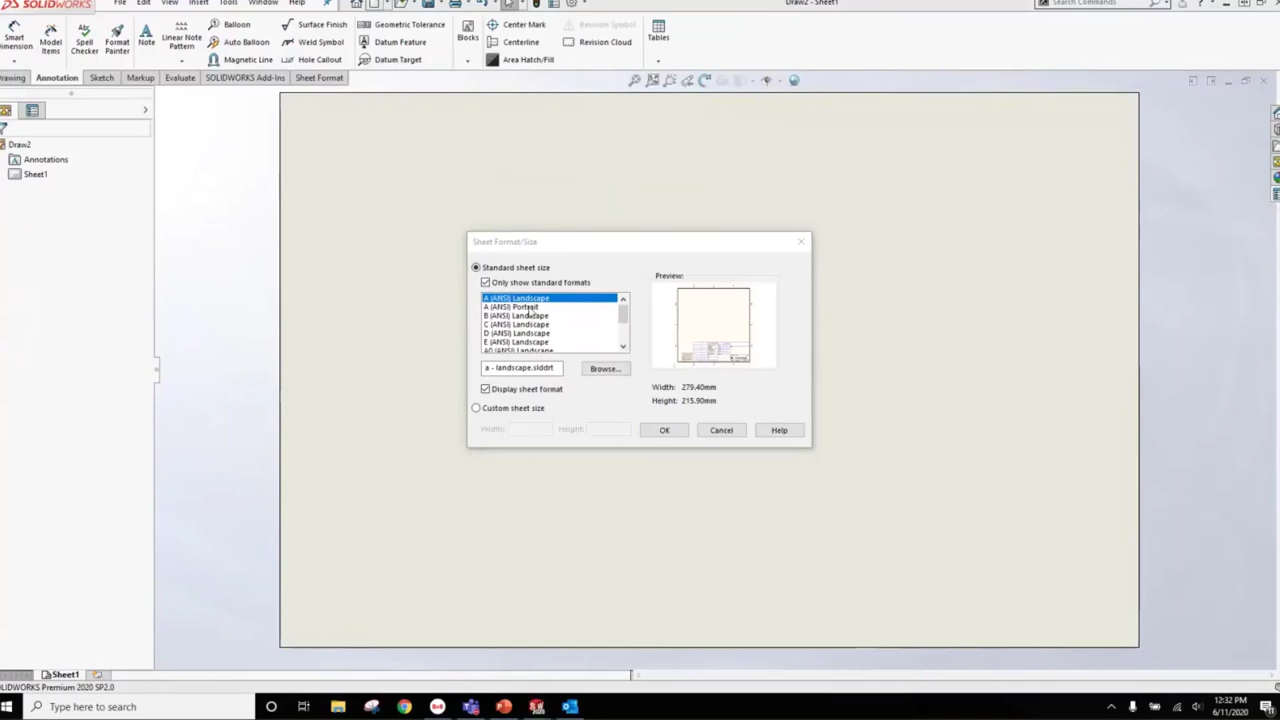 SOLIDWORKS File Edit View Insert Tools Window Help Draw2 - Sheet1 Search Commands
Smart Dimension
Model Items
Spell Checker
Format Painter
Note
Linear Note Pattern
Balloon
Auto Balloon
Magnetic Line
Surface Finish
Weld Symbol
Hole Callout
Geometric Tolerance
Datum Feature
Datum Target
Blocks
Center Mark
Centerline
Area Hatch/Fill
Revision Symbol
Revision Cloud
Tables
Drawing Annotation Sketch Markup Evaluate SOLIDWORKS Add-Ins Sheet Format
Draw2
Annotations
Sheet1
Sheet Format/Size
Standard sheet size
Only show standard formats
A (ANSI) Landscape
A (ANSI) Portrait
B (ANSI) Landscape
C (ANSI) Landscape
D (ANSI) Landscape
E (ANSI) Landscape
A0 (ANSI) Landscape
a - landscape.slddrt
Browse...
Display sheet format
Custom sheet size
Width: Height:
Preview:
Width: 279.40mm
Height: 215.90mm
OK Cancel Help
Sheet1
SOLIDWORKS Premium 2020 SP2.0
Type here to search
12:32 PM
6/11/2020